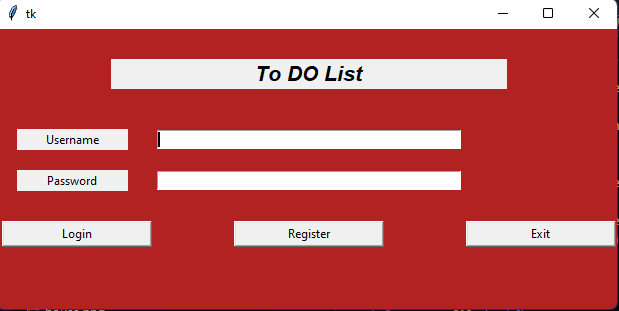 tk
To DO List
Username
Password
Login Register Exit